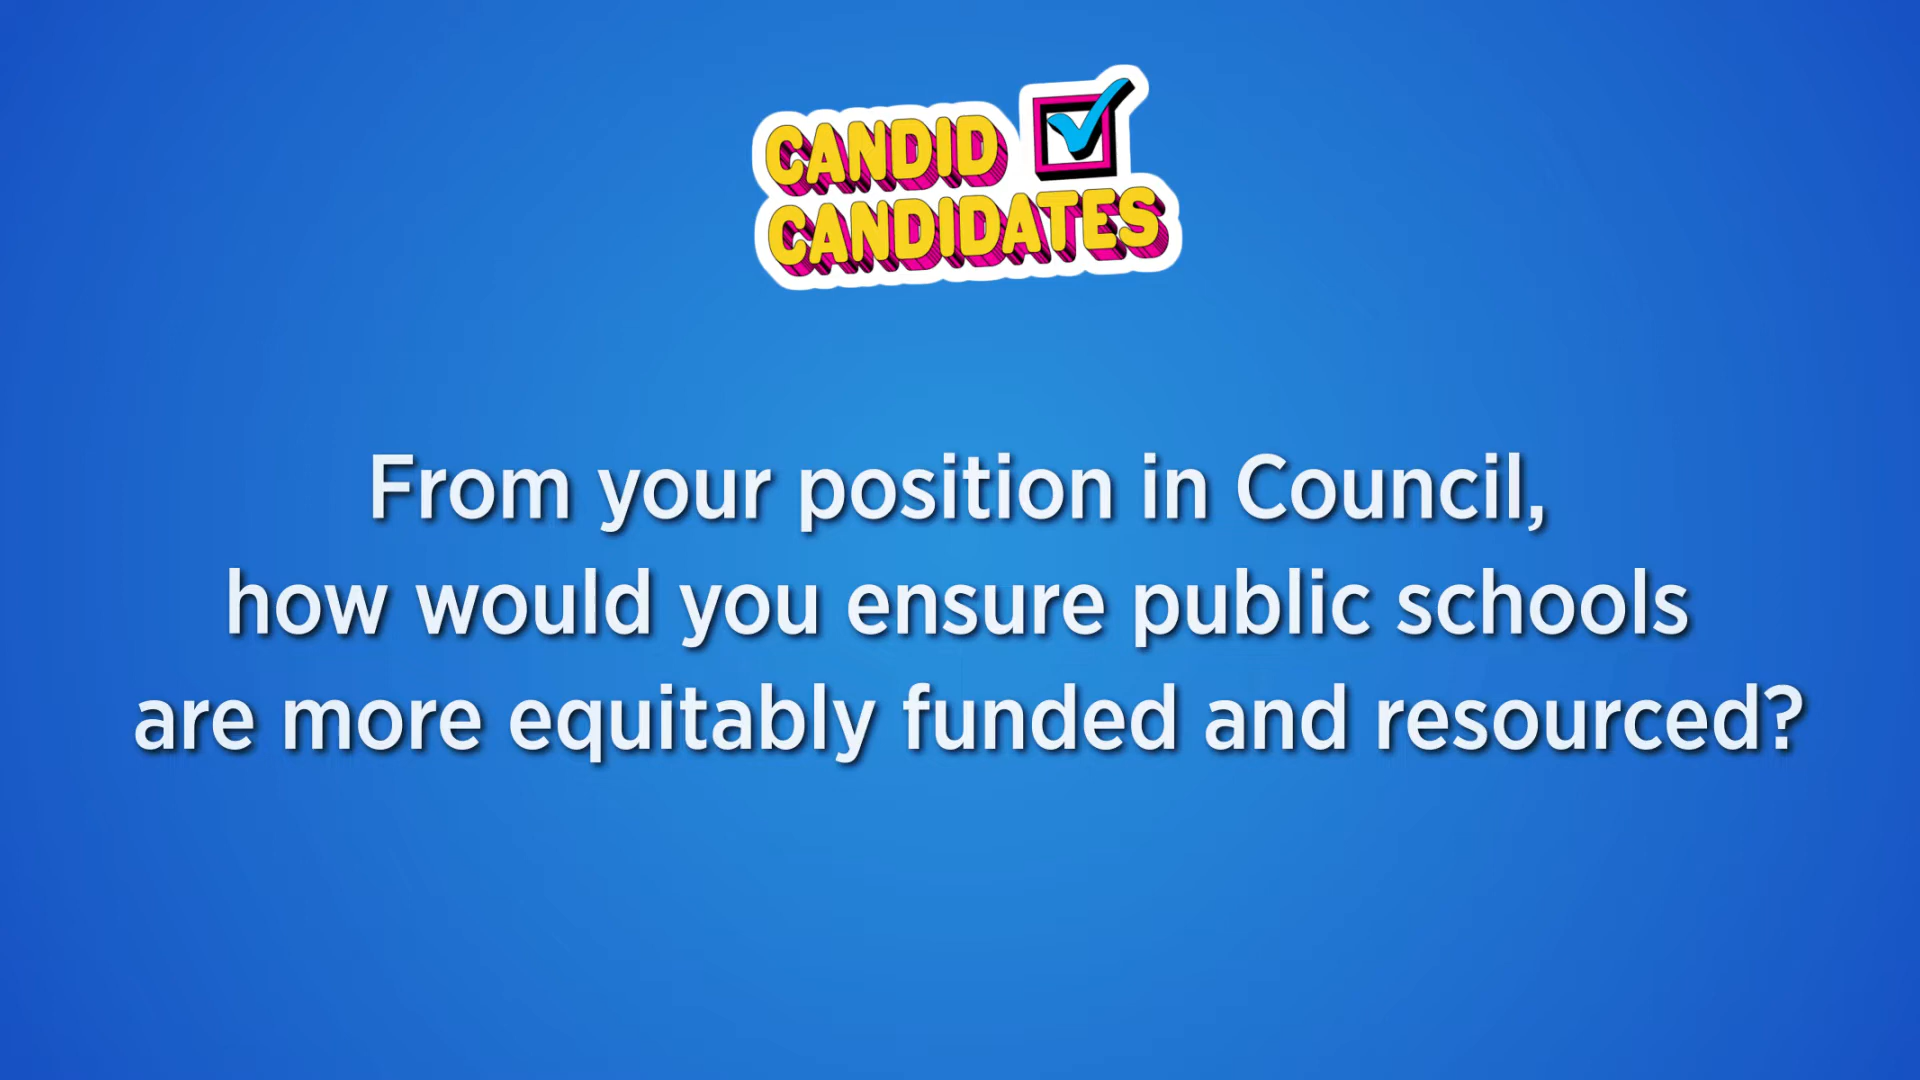 CANDID
CANDIDATES
From your position in Council,
how would you ensure public schools
are more equitably funded and resourced?